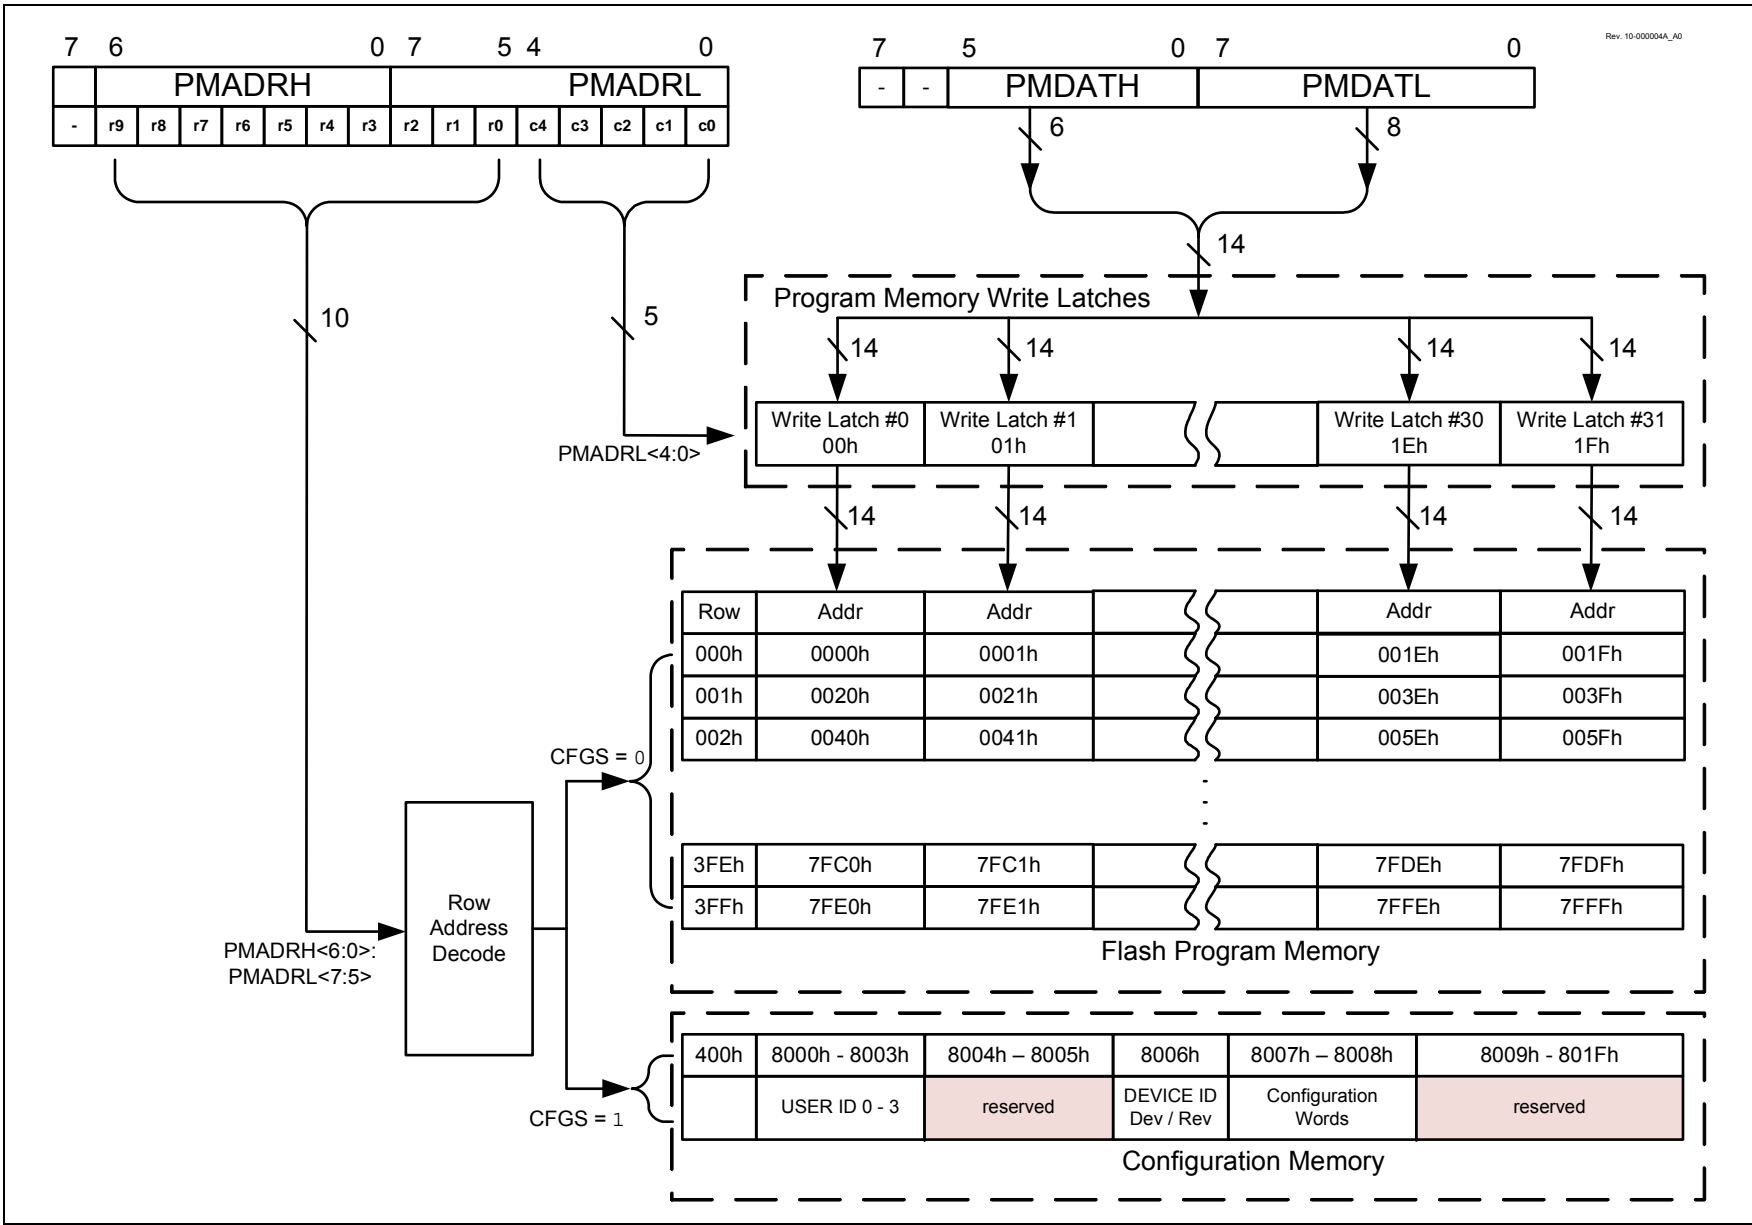 7 6 0 7 5 4 0
PMADRH PMADRL
- r9 r8 r7 r6 r5 r4 r3 r2 r1 r0 c4 c3 c2 c1 c0
7 5 0 7 0
Rev. 10-000004A_A0
- - PMDATH PMDATL
6 8
14
10
5
Program Memory Write Latches
14 14 14 14
Write Latch #0
00h
Write Latch #1
01h
Write Latch #30
1Eh
Write Latch #31
1Fh
PMADRL<4:0>
14 14 14 14
Row Addr Addr Addr Addr
000h 0000h 0001h 001Eh 001Fh
001h 0020h 0021h 003Eh 003Fh
002h 0040h 0041h 005Eh 005Fh
CFGS = 0
3FEh 7FC0h 7FC1h 7FDEh 7FDFh
3FFh 7FE0h 7FE1h 7FFEh 7FFFh
Row
Address
Decode
PMADRH<6:0>:
PMADRL<7:5>
Flash Program Memory
400h 8000h - 8003h 8004h – 8005h 8006h 8007h – 8008h 8009h - 801Fh
USER ID 0 - 3
reserved
DEVICE ID
Dev / Rev
Configuration
Words
reserved
CFGS = 1
Configuration Memory